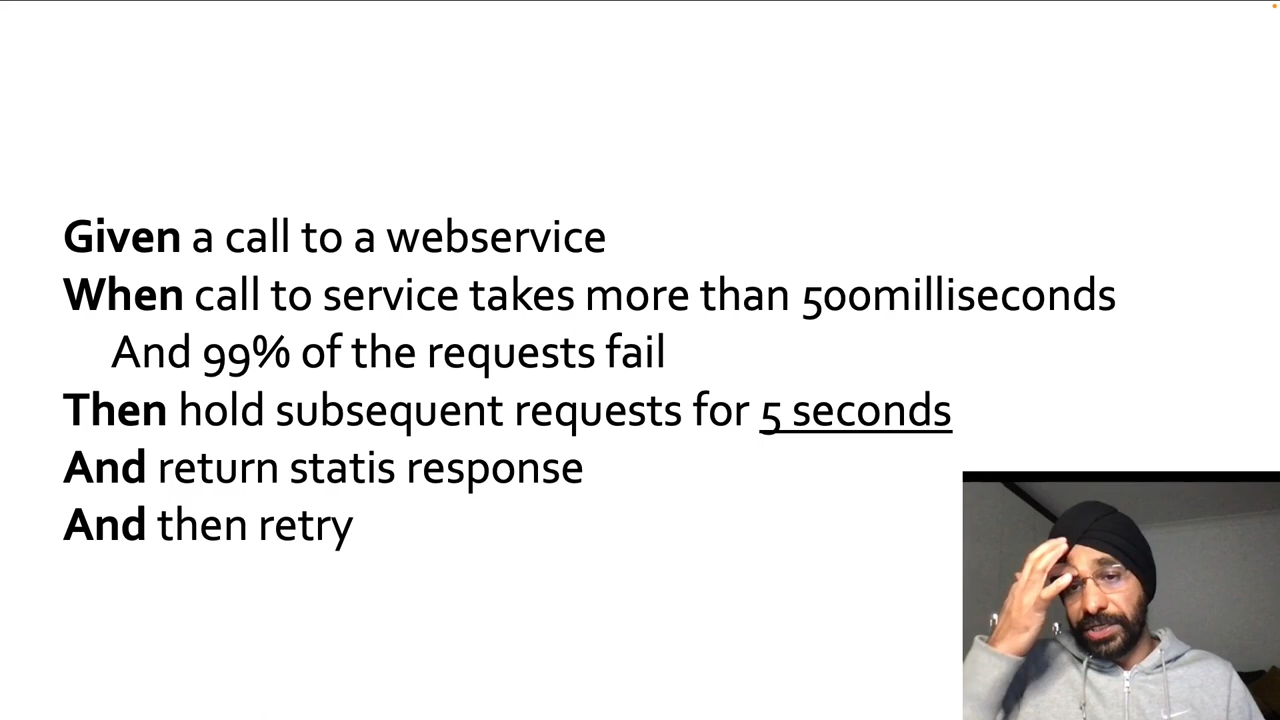 Given a call to a webservice
When call to service takes more than 500milliseconds
And 99% of the requests fail
Then hold subsequent requests for 5 seconds
And return statis response
And then retry